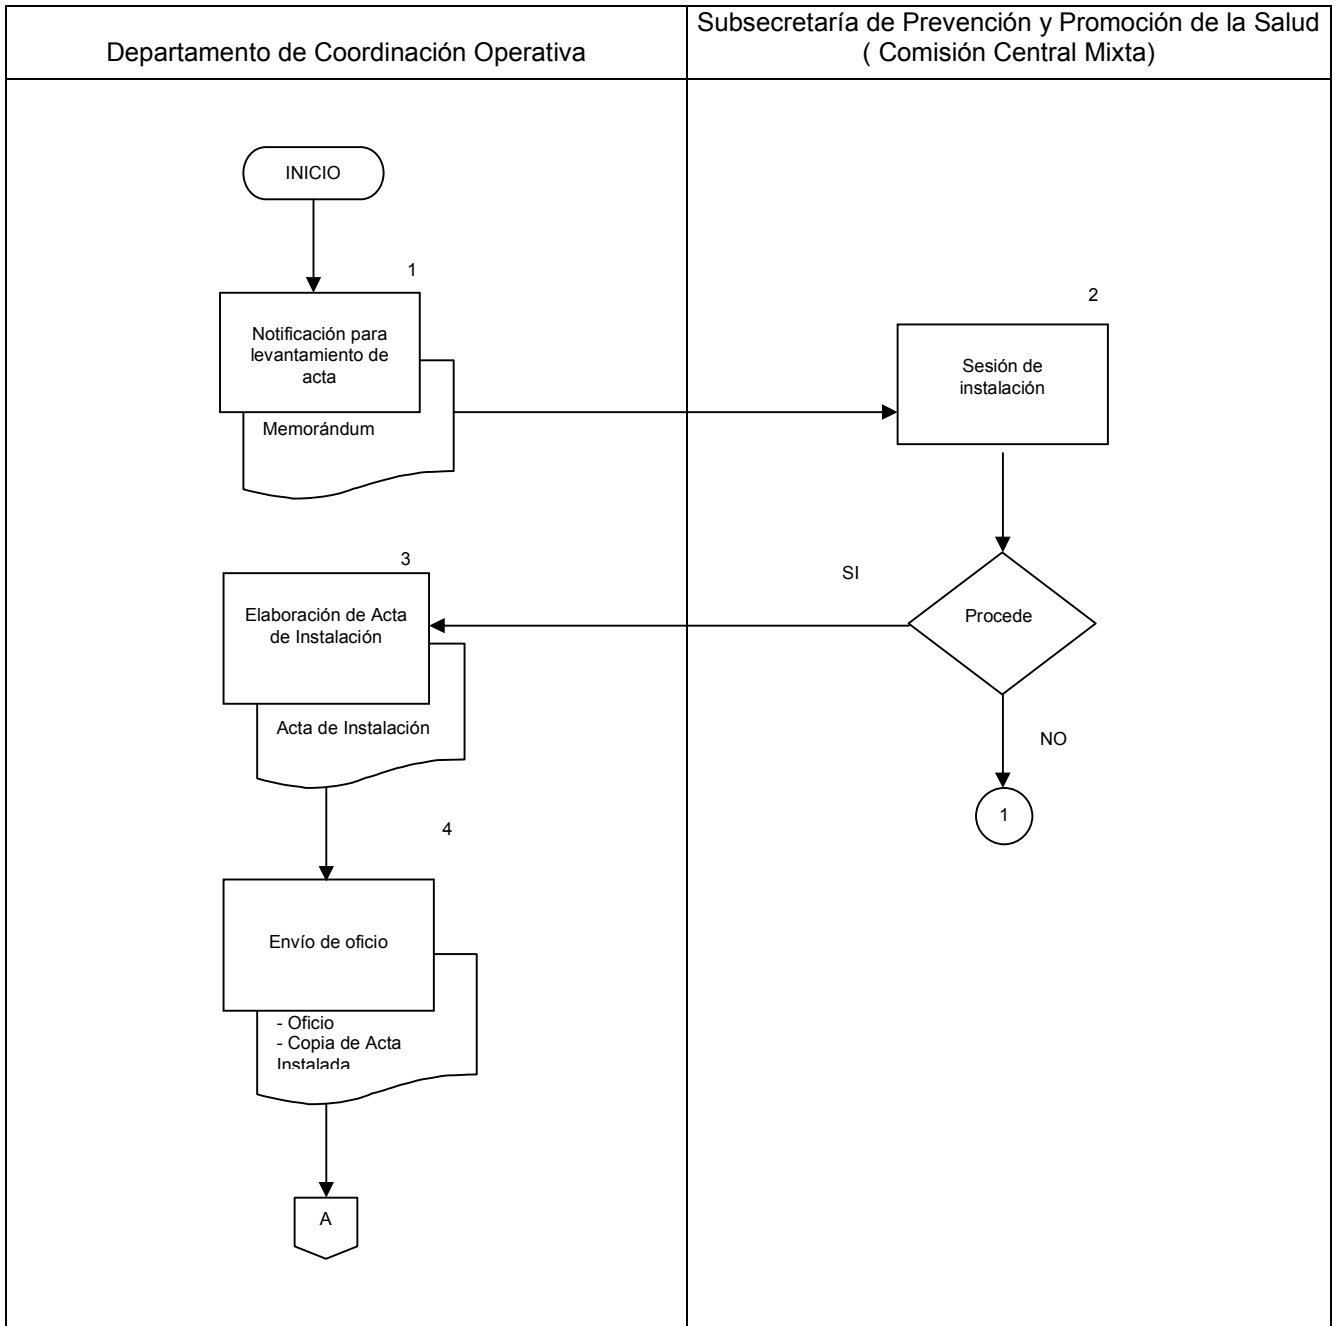 Departamento de Coordinación Operativa
Subsecretaría de Prevención y Promoción de la Salud
( Comisión Central Mixta)
INICIO
1
Notificación para
levantamiento de
acta
Memorándum
2
Sesión de
instalación
Procede
SI
NO
1
3
Elaboración de Acta
de Instalación
Acta de Instalación
4
Envío de oficio
- Oficio
- Copia de Acta
Instalada
A